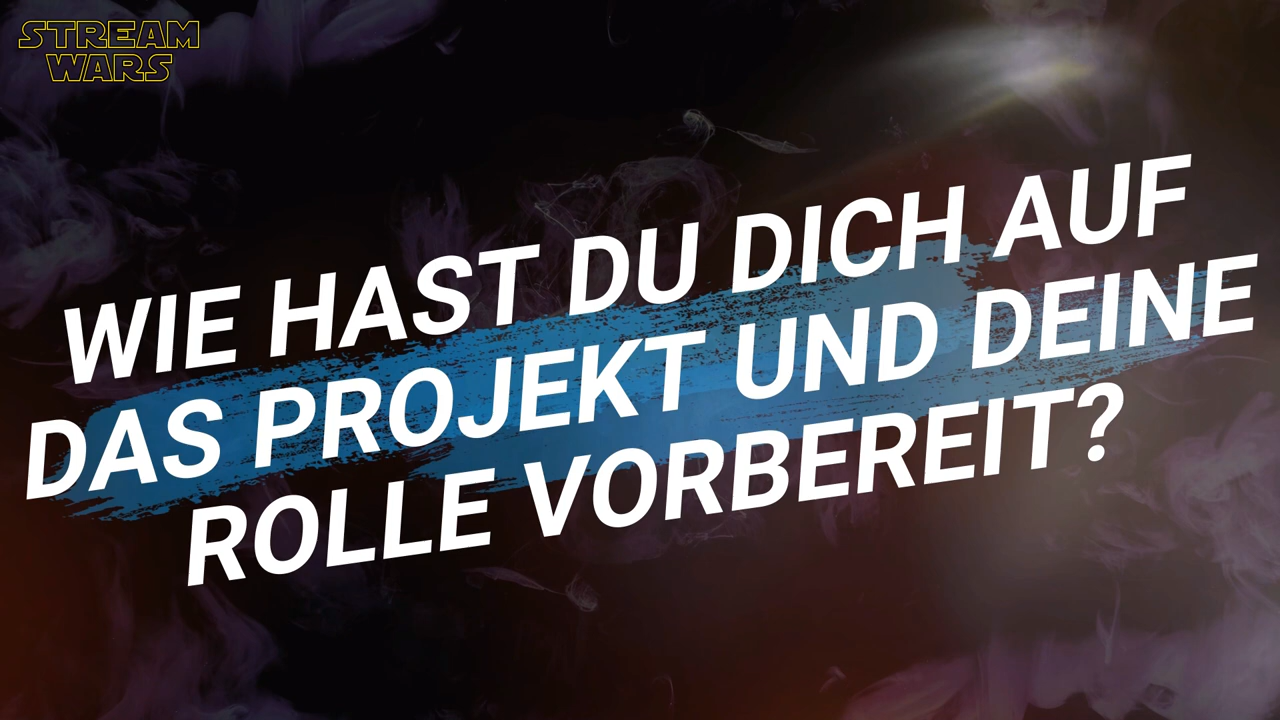 STREAM
WARS
WIE HAST DU DICH AUF
DAS PROJEKT UND DEINE
ROLLE VORBEREIT?